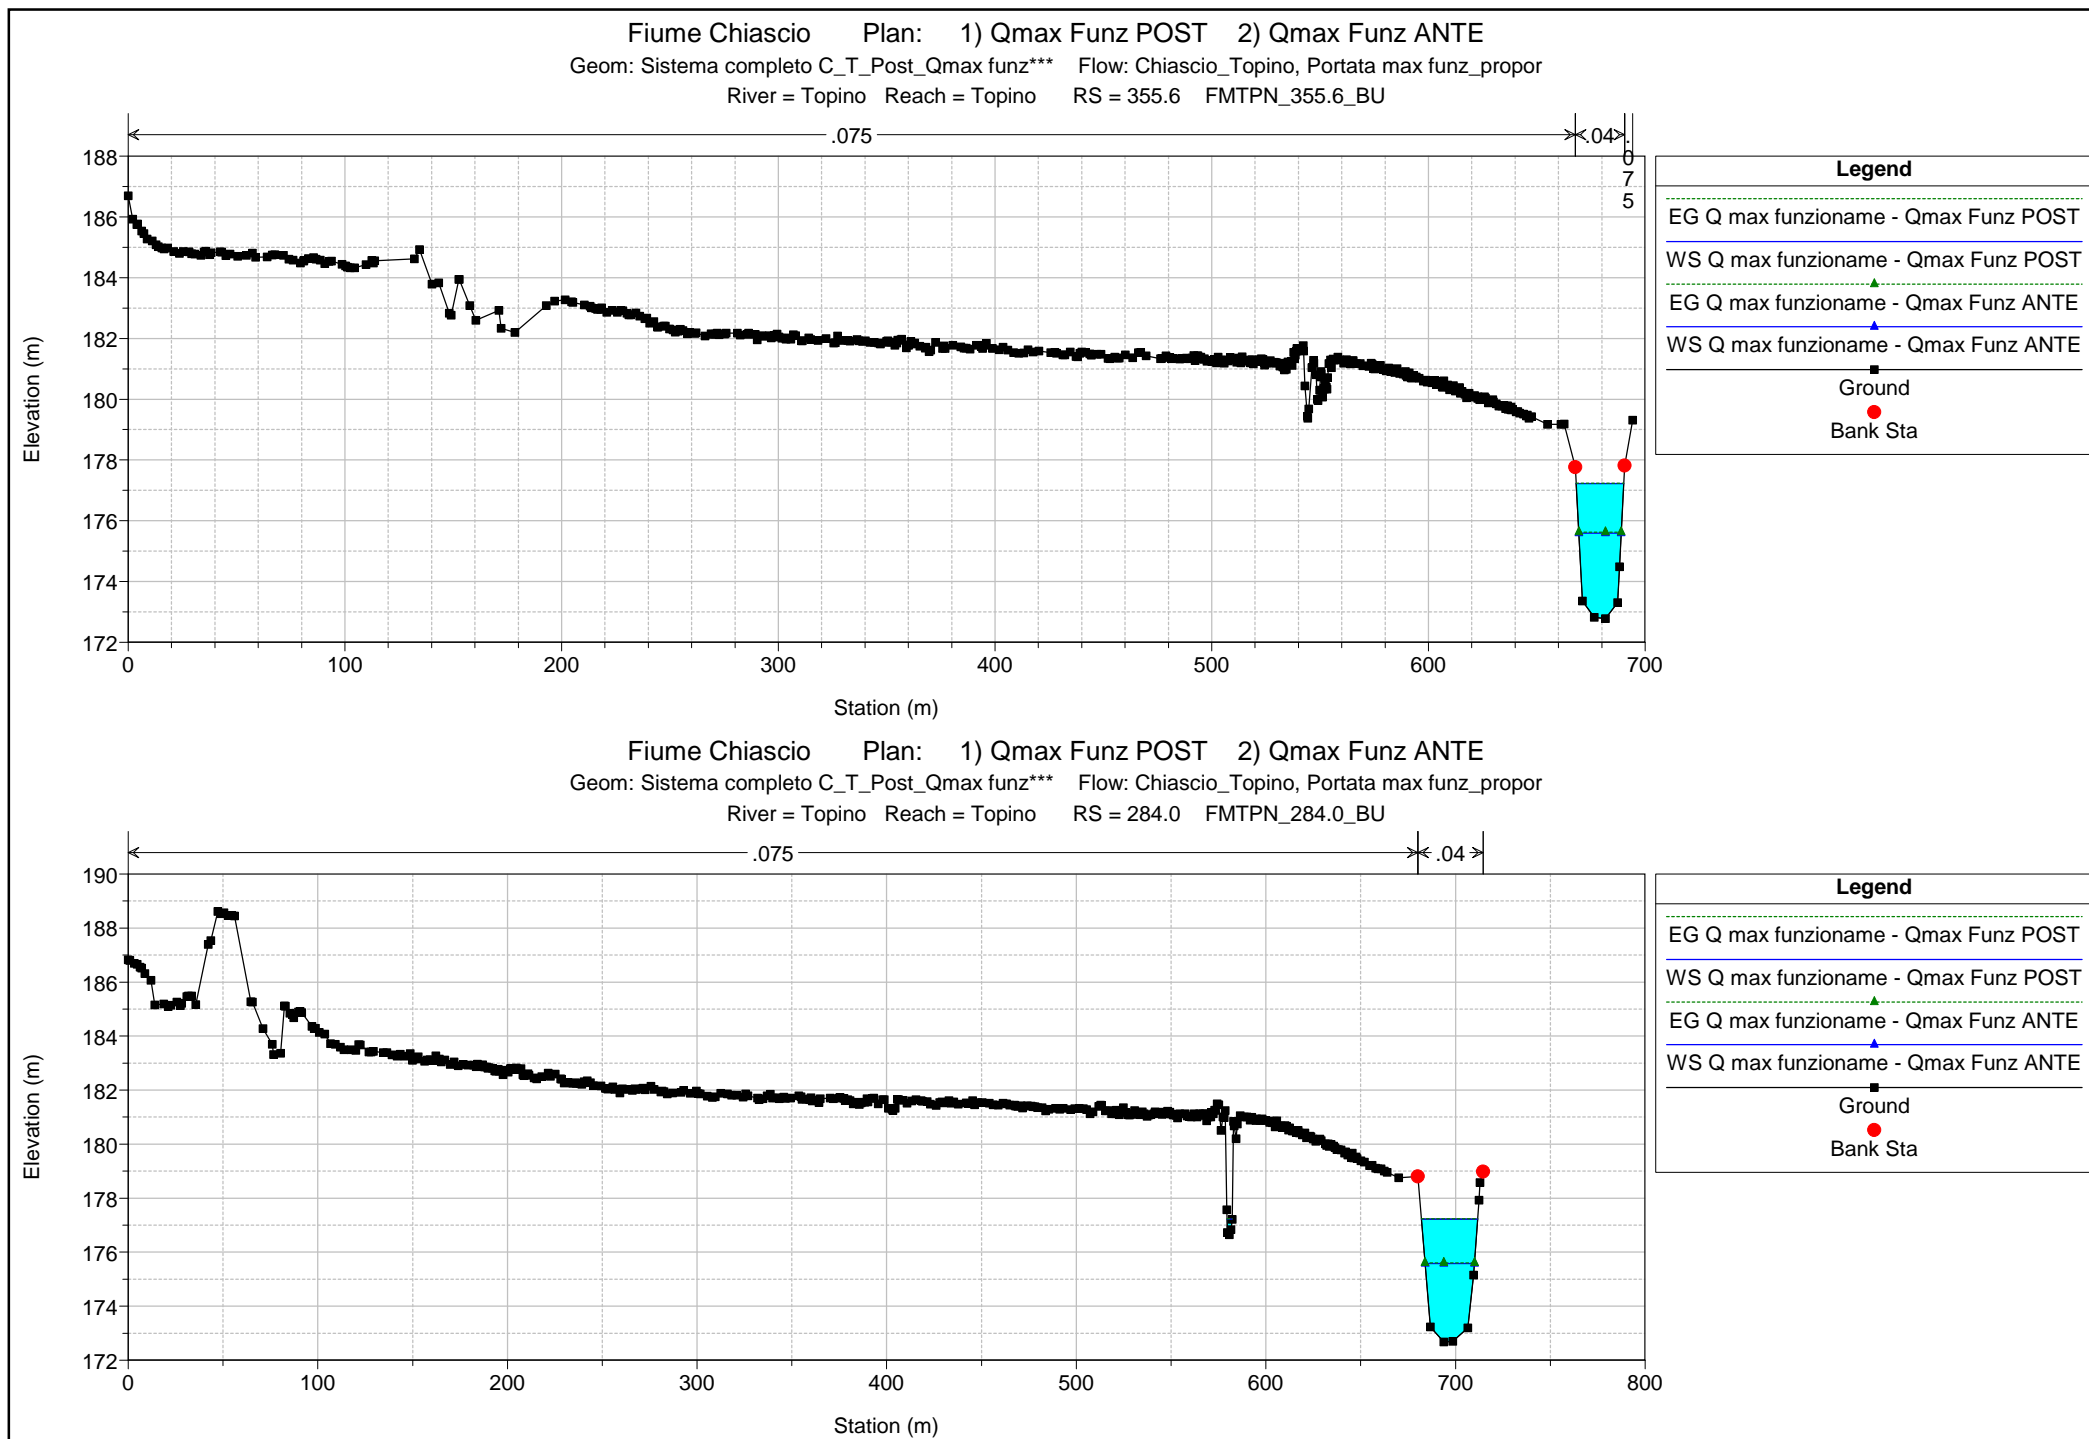 Fiume Chiascio Plan: 1) Qmax Funz POST 2) Qmax Funz ANTE
Geom: Sistema completo C_T_Post_Qmax funz*** Flow: Chiascio_Topino, Portata max funz_propor
River = Topino Reach = Topino RS = 355.6 FMTPN_355.6_BU
.075 .04 .075
188
186
184
182
180
178
176
174
172
Elevation (m)
0 100 200 300 400 500 600 700
Station (m)
Legend
EG Q max funzioname - Qmax Funz POST
WS Q max funzioname - Qmax Funz POST
EG Q max funzioname - Qmax Funz ANTE
WS Q max funzioname - Qmax Funz ANTE
Ground
Bank Sta
Fiume Chiascio Plan: 1) Qmax Funz POST 2) Qmax Funz ANTE
Geom: Sistema completo C_T_Post_Qmax funz*** Flow: Chiascio_Topino, Portata max funz_propor
River = Topino Reach = Topino RS = 284.0 FMTPN_284.0_BU
.075 .04
190
188
186
184
182
180
178
176
174
172
Elevation (m)
0 100 200 300 400 500 600 700 800
Station (m)
Legend
EG Q max funzioname - Qmax Funz POST
WS Q max funzioname - Qmax Funz POST
EG Q max funzioname - Qmax Funz ANTE
WS Q max funzioname - Qmax Funz ANTE
Ground
Bank Sta